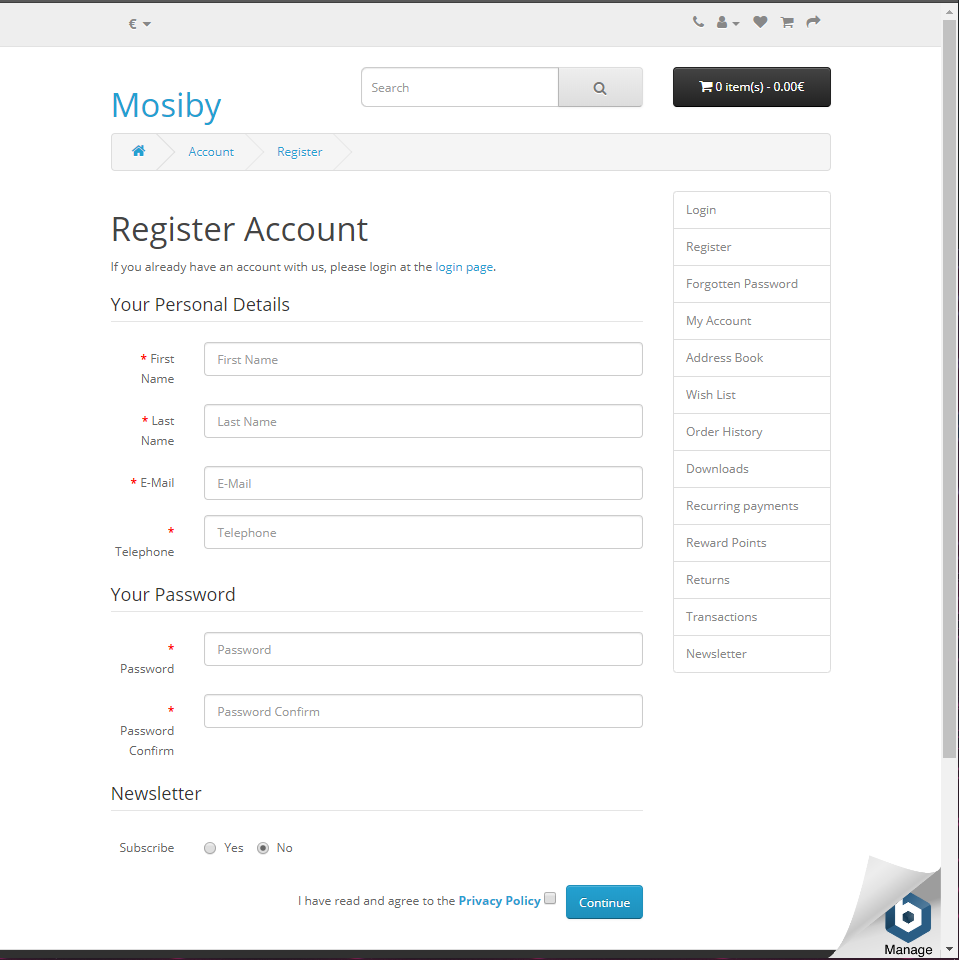 €
Mosiby
Search
0 item(s) - 0.00€
Account
Register
Register Account
If you already have an account with us, please login at the login page.
Your Personal Details
* First
Name
First Name
* Last
Name
Last Name
* E-Mail
E-Mail
*
Telephone
Telephone
Your Password
*
Password
Password
*
Password
Confirm
Password Confirm
Newsletter
Subscribe
Yes
No
I have read and agree to the Privacy Policy
Continue
Login
Register
Forgotten Password
My Account
Address Book
Wish List
Order History
Downloads
Recurring payments
Reward Points
Returns
Transactions
Newsletter
Manage